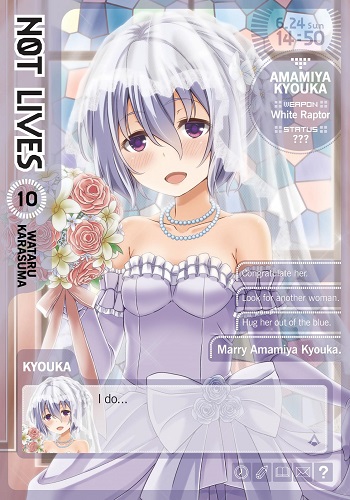 NOT LIVES
10
WATARU
KARASUMA
6.24 sun
14:50
AMAMIYA
KYOUKA
WEAPON
White Raptor
STATUS
???
Congratulate her.
Look for another woman.
Hug her out of the blue.
Marry Amamiya Kyouka.
KYOUKA
I do...
?